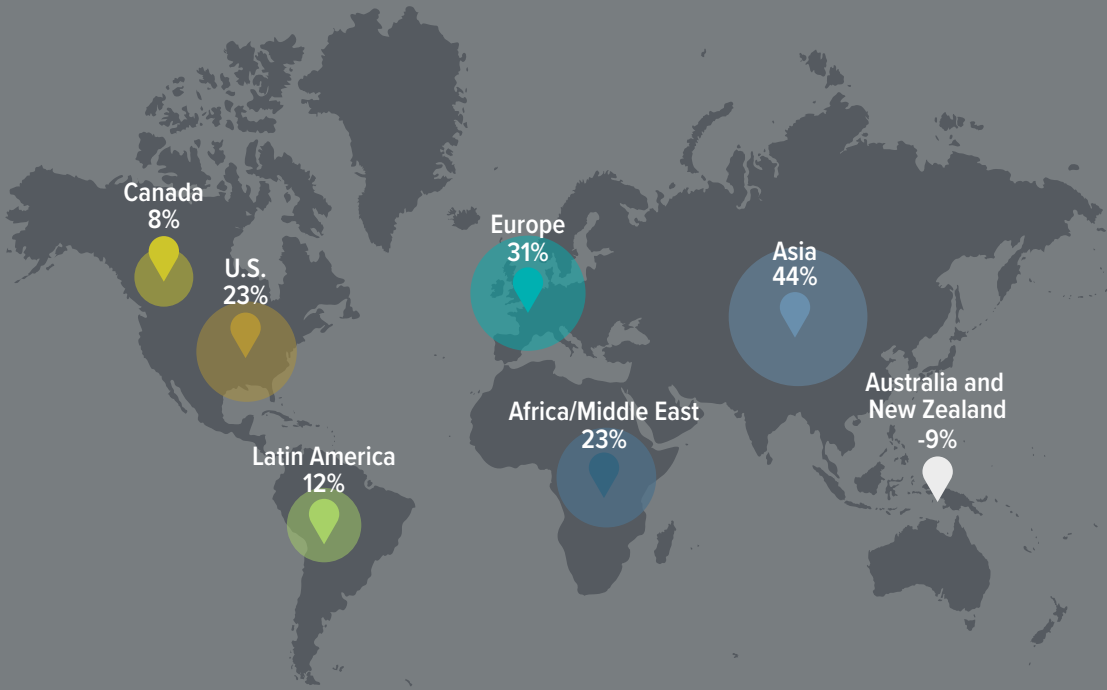 Canada
8%
U.S.
23%
Europe
31%
Asia
44%
Australia and
New Zealand
-9%
Africa/Middle East
23%
Latin America
12%